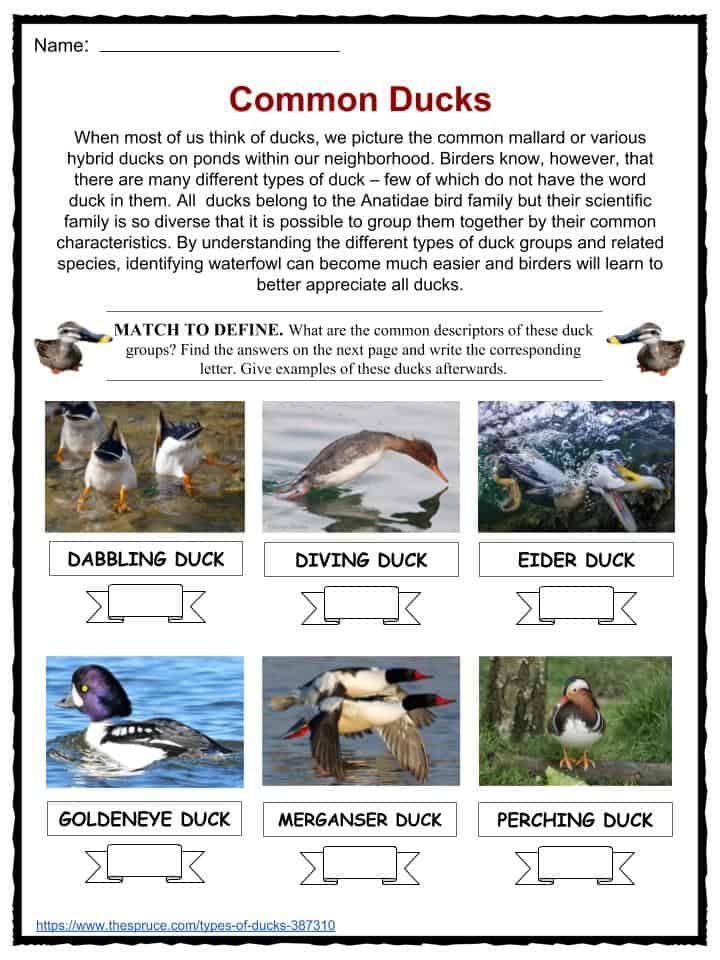 Name:
Common Ducks
When most of us think of ducks, we picture the common mallard or various
hybrid ducks on ponds within our neighborhood. Birders know, however, that
there are many different types of duck – few of which do not have the word
duck in them. All  ducks belong to the Anatidae bird family but their scientific
family is so diverse that it is possible to group them together by their common
characteristics. By understanding the different types of duck groups and related
species, identifying waterfowl can become much easier and birders will learn to
better appreciate all ducks.
MATCH TO DEFINE. What are the common descriptors of these duck
groups? Find the answers on the next page and write the corresponding
letter. Give examples of these ducks afterwards.
DABBLING DUCK
DIVING DUCK
EIDER DUCK
GOLDENEYE DUCK
MERGANSER DUCK
PERCHING DUCK
https://www.thespruce.com/types-of-ducks-387310